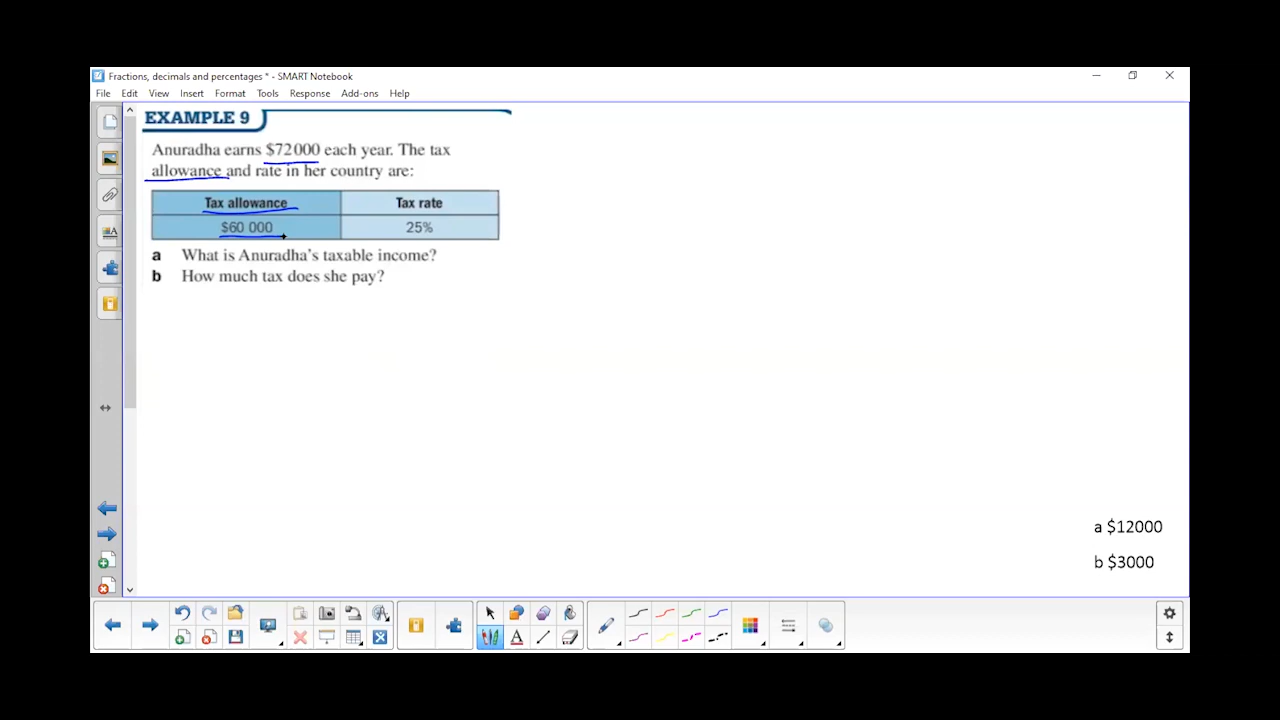 Fractions, decimals and percentages * - SMART Notebook
File Edit View Insert Format Tools Response Add-ons Help
EXAMPLE 9
Anuradha earns $72 000 each year. The tax
allowance and rate in her country are:
Tax allowance Tax rate
$60 000 25%
a What is Anuradha's taxable income?
b How much tax does she pay?
a $12000
b $3000